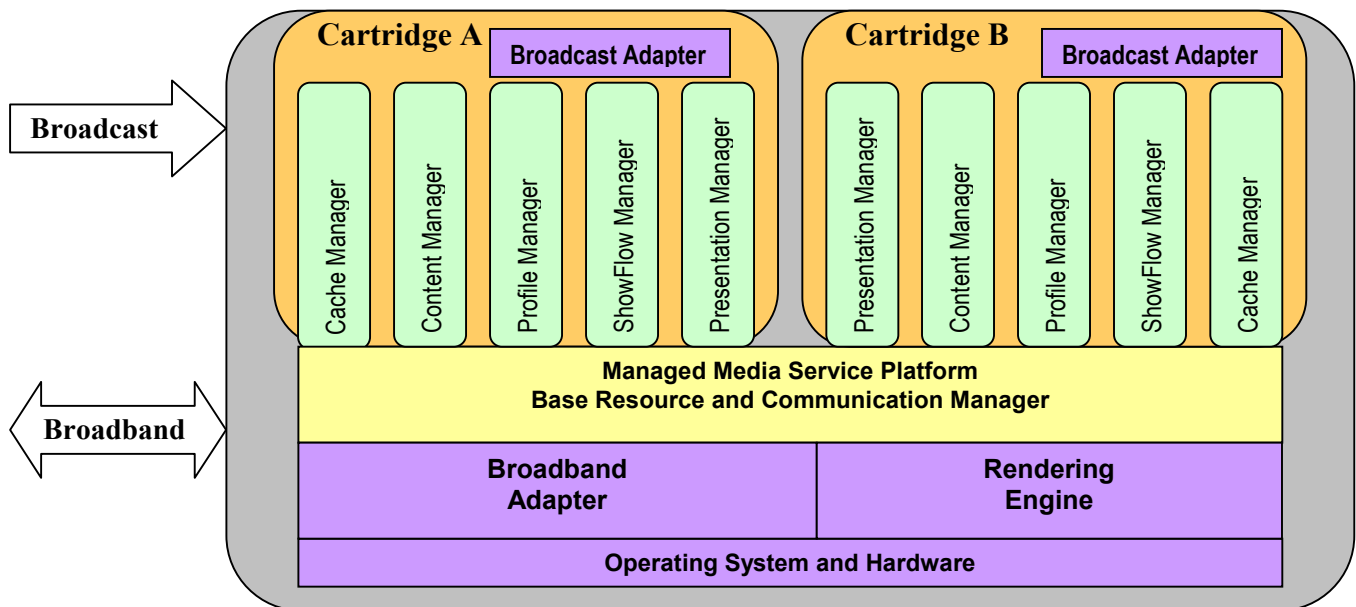 Cartridge A
Broadcast Adapter
Cartridge B
Broadcast Adapter
Broadcast
Cache Manager
Content Manager
Profile Manager
ShowFlow Manager
Presentation Manager
Presentation Manager
Content Manager
Profile Manager
ShowFlow Manager
Cache Manager
Managed Media Service Platform
Base Resource and Communication Manager
Broadband
Broadband
Adapter
Rendering
Engine
Operating System and Hardware